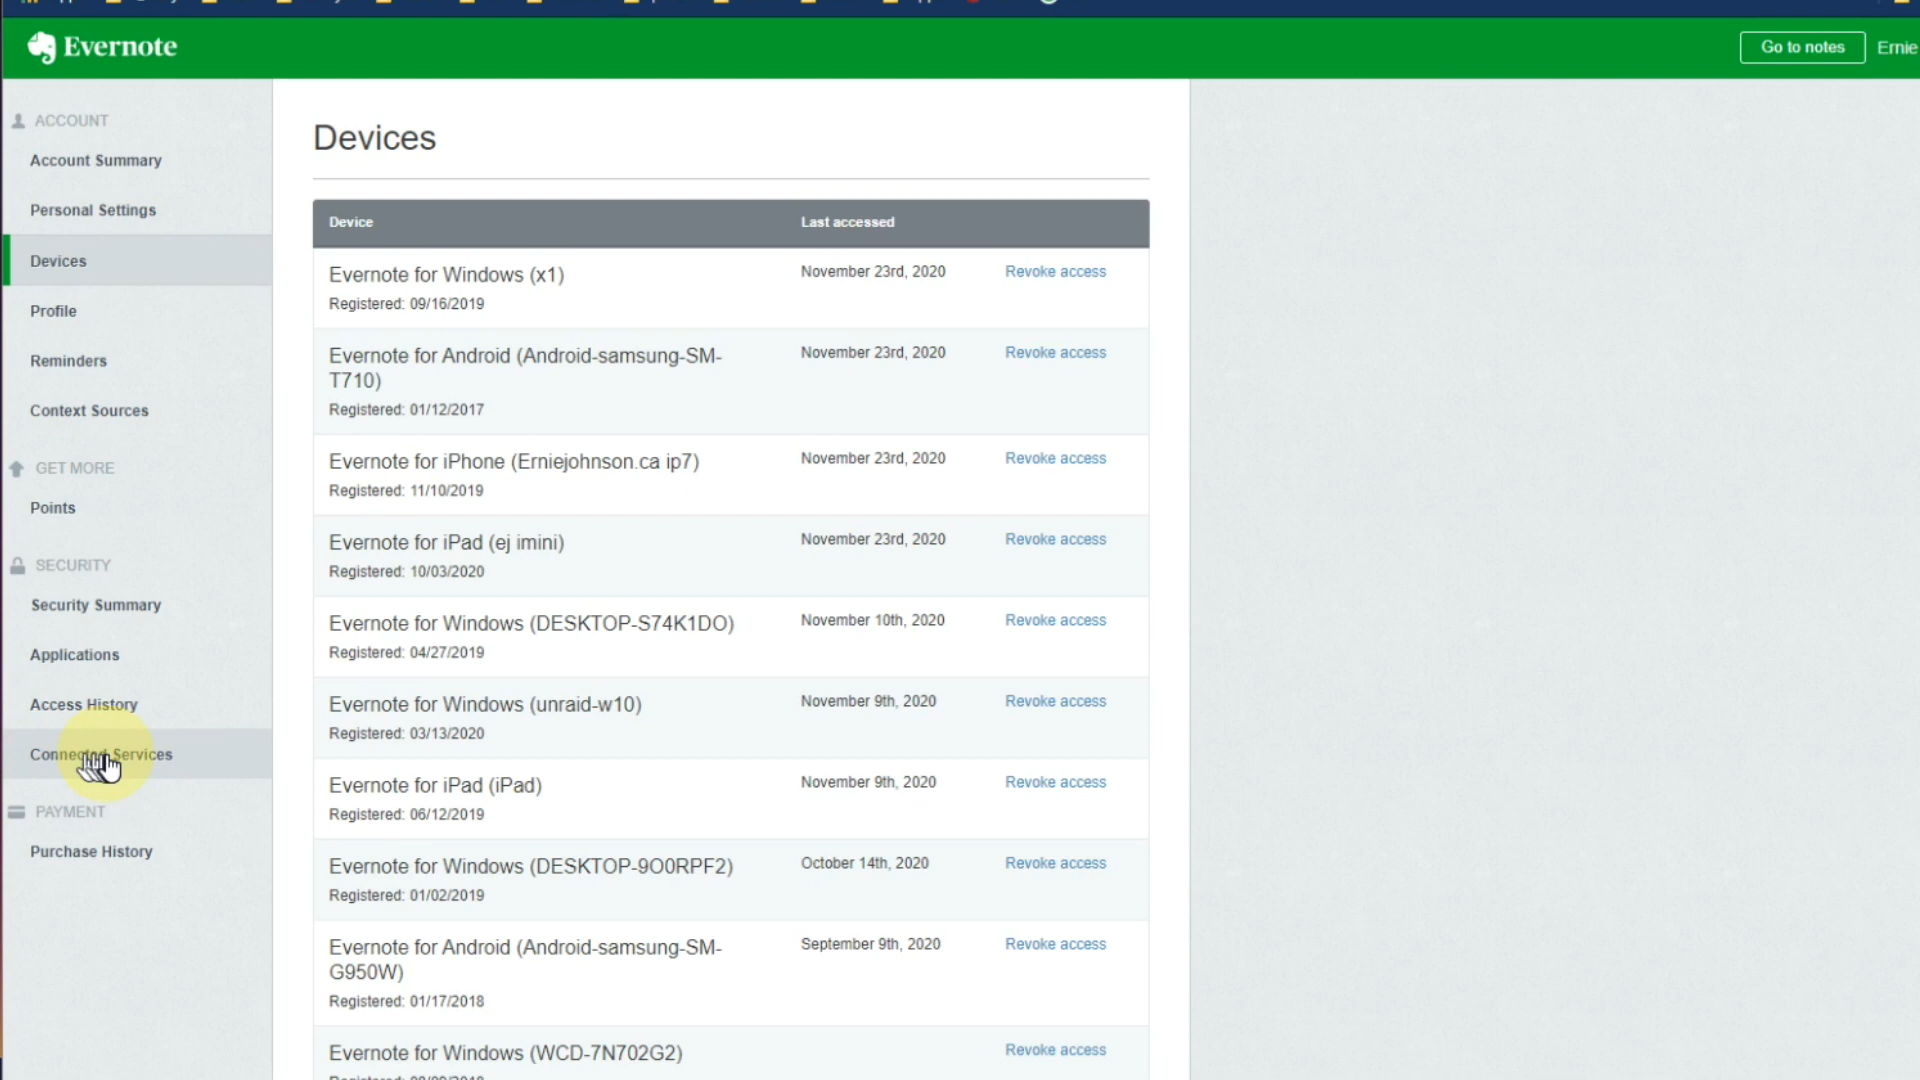 Evernote
Go to notes
Ernie
ACCOUNT
Account Summary
Personal Settings
Devices
Profile
Reminders
Context Sources
GET MORE
Points
SECURITY
Security Summary
Applications
Access History
Connected Services
PAYMENT
Purchase History
Devices
Device Last accessed
Evernote for Windows (x1) November 23rd, 2020 Revoke access
Registered: 09/16/2019
Evernote for Android (Android-samsung-SM- November 23rd, 2020 Revoke access
T710)
Registered: 01/12/2017
Evernote for iPhone (Erniejohnson.ca ip7) November 23rd, 2020 Revoke access
Registered: 11/10/2019
Evernote for iPad (ej imini) November 23rd, 2020 Revoke access
Registered: 10/03/2020
Evernote for Windows (DESKTOP-S74K1DO) November 10th, 2020 Revoke access
Registered: 04/27/2019
Evernote for Windows (unraid-w10) November 9th, 2020 Revoke access
Registered: 03/13/2020
Evernote for iPad (iPad) November 9th, 2020 Revoke access
Registered: 06/12/2019
Evernote for Windows (DESKTOP-9O0RPF2) October 14th, 2020 Revoke access
Registered: 01/02/2019
Evernote for Android (Android-samsung-SM- September 9th, 2020 Revoke access
G950W)
Registered: 01/17/2018
Evernote for Windows (WCD-7N702G2) Revoke access